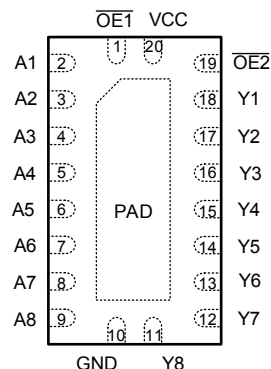 O̅E̅1̅ VCC
1 20
A1 2 19 O̅E̅2̅
A2 3 18 Y1
A3 4 17 Y2
A4 5 16 Y3
A5 6 PAD 15 Y4
A6 7 14 Y5
A7 8 13 Y6
A8 9 12 Y7
10 11
GND Y8